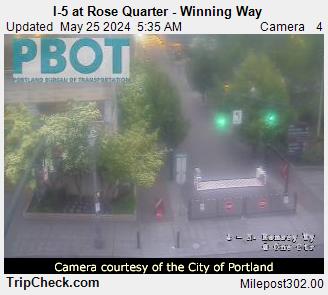 I-5 at Rose Quarter - Winning Way
Updated May 25 2024 5:35 AM Camera 4
PBOT
PORTLAND BUREAU OF TRANSPORTATION
Camera courtesy of the City of Portland
TripCheck.com Milepost302.00